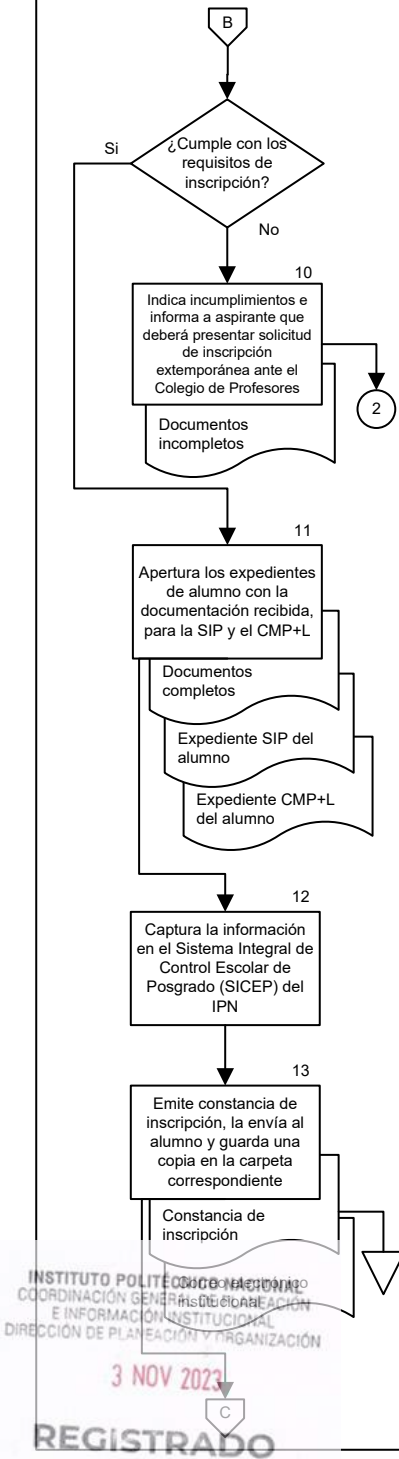 B
¿Cumple con los
requisitos de
inscripción?
Si
No
10
Indica incumplimientos e
informa a aspirante que
deberá presentar solicitud
de inscripción
extemporánea ante el
Colegio de Profesores
2
Documentos
incompletos
11
Apertura los expedientes
de alumno con la
documentación recibida,
para la SIP y el CMP+L
Documentos
completos
Expediente SIP del
alumno
Expediente CMP+L
del alumno
12
Captura la información
en el Sistema Integral de
Control Escolar de
Posgrado (SICEP) del
IPN
13
Emite constancia de
inscripción, la envía al
alumno y guarda una
copia en la carpeta
correspondiente
Constancia de
inscripción
Correo electrónico
institucional
INSTITUTO POLITÉCNICO NACIONAL
COORDINACIÓN GENERAL DE PLANEACIÓN
E INFORMACIÓN INSTITUCIONAL
DIRECCIÓN DE PLANEACIÓN Y ORGANIZACIÓN
3 NOV 2023
C
REGISTRADO